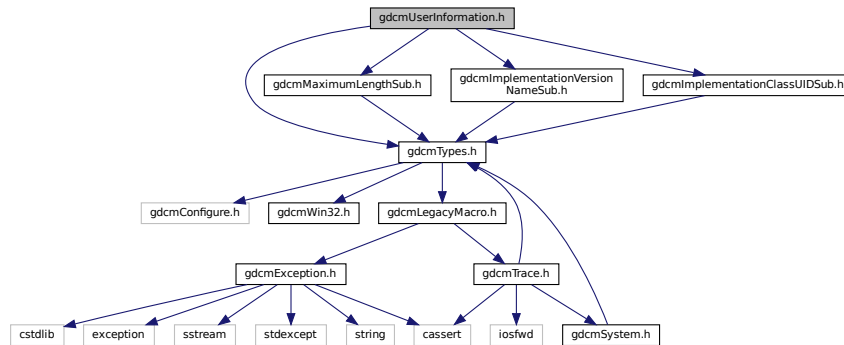 gdcmUserInformation.h
gdcmMaximumLengthSub.h
gdcmImplementationVersion
NameSub.h
gdcmImplementationClassUIDSub.h
gdcmTypes.h
gdcmConfigure.h
gdcmWin32.h
gdcmLegacyMacro.h
gdcmException.h
gdcmTrace.h
cstdlib
exception
sstream
stdexcept
string
cassert
iosfwd
gdcmSystem.h